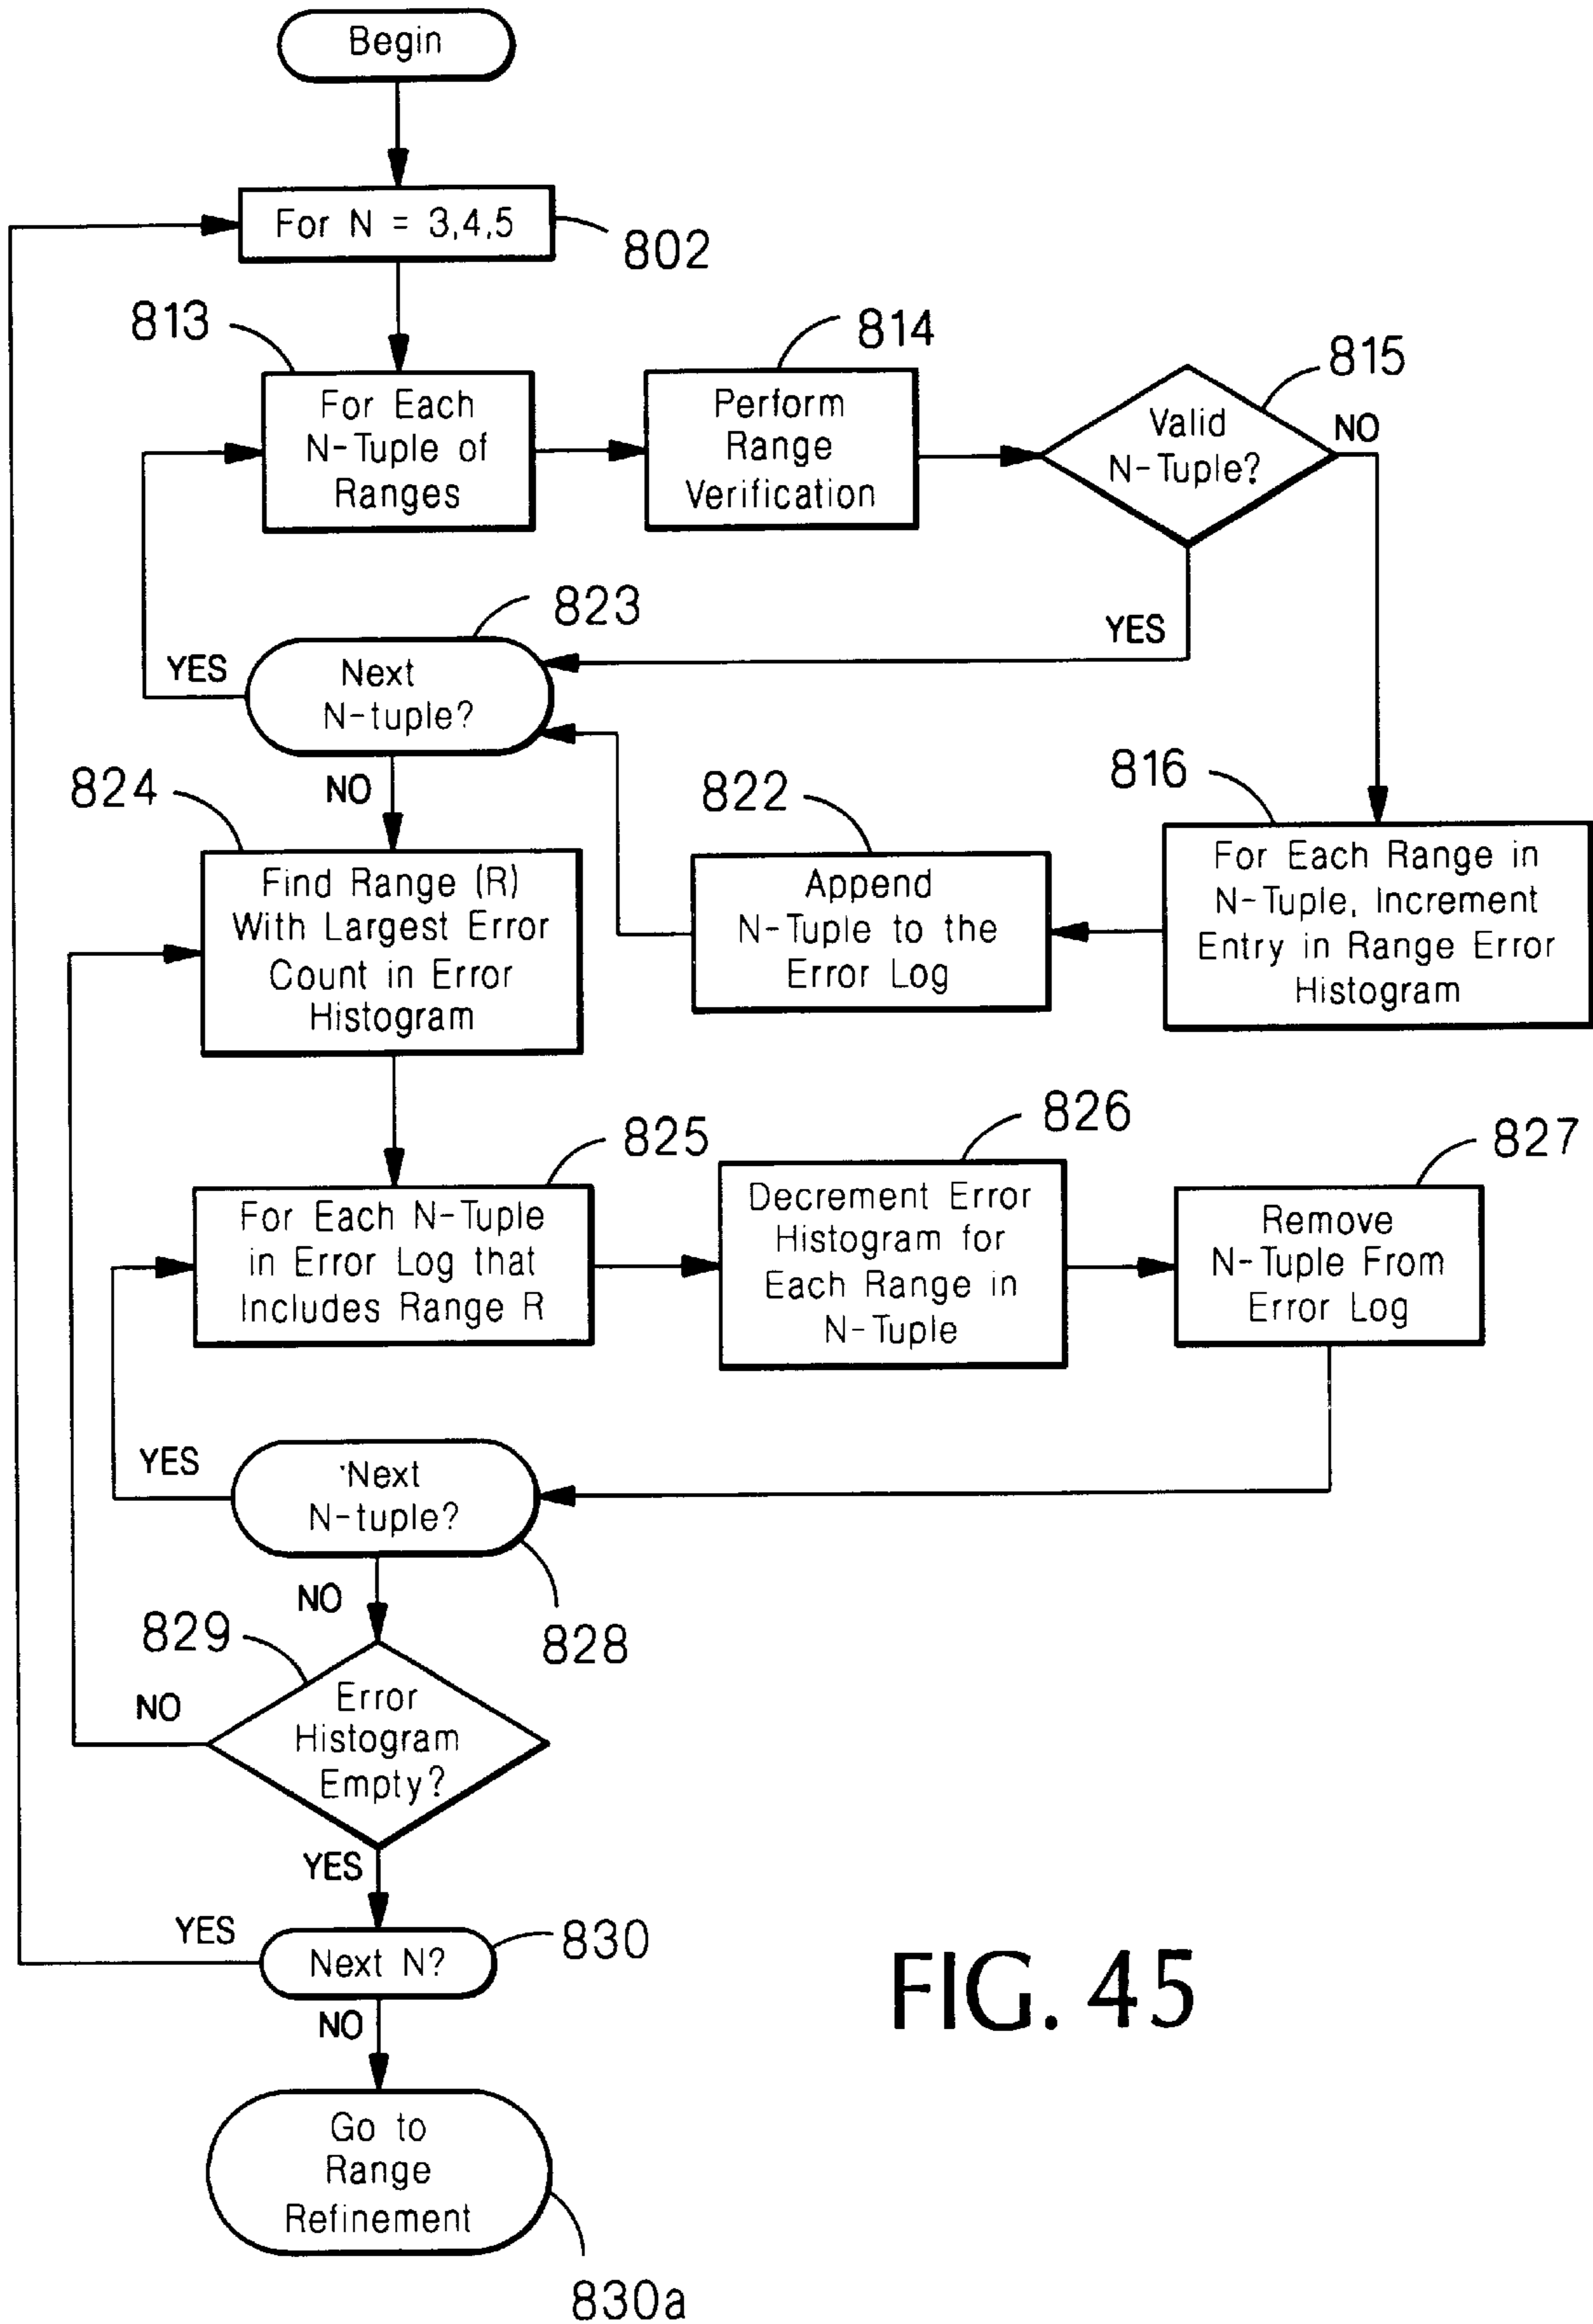 Begin
For N = 3,4,5
802
813
For Each
N-Tuple of
Ranges
814
Perform
Range
Verification
815
Valid
N-Tuple?
NO
YES
823
Next
N-tuple?
YES
NO
816
For Each Range in
N-Tuple, Increment
Entry in Range Error
Histogram
822
Append
N-Tuple to the
Error Log
824
Find Range (R)
With Largest Error
Count in Error
Histogram
825
For Each N-Tuple
in Error Log that
Includes Range R
826
Decrement Error
Histogram for
Each Range in
N-Tuple
827
Remove
N-Tuple From
Error Log
YES
Next
N-tuple?
828
NO
829
Error
Histogram
Empty?
NO
YES
830
Next N?
YES
NO
Go to
Range
Refinement
830a
FIG. 45